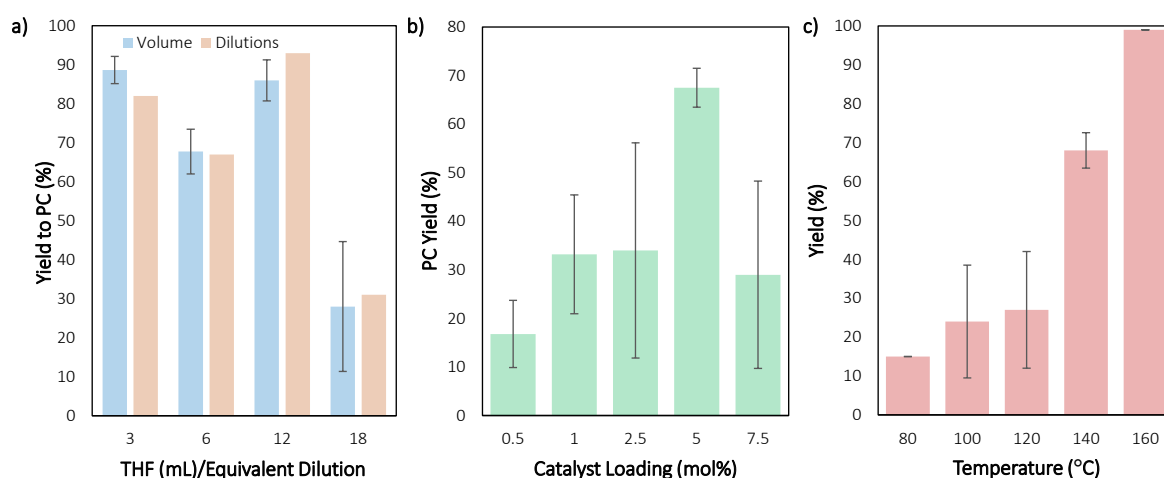 a)
Volume Dilutions
100
90
80
70
60
50
40
30
20
10
0
Yield to PC (%)
3 6 12 18
THF (mL)/Equivalent Dilution
b)
80
70
60
50
40
30
20
10
0
PC Yield (%)
0.5 1 2.5 5 7.5
Catalyst Loading (mol%)
c)
100
90
80
70
60
50
40
30
20
10
0
Yield (%)
80 100 120 140 160
Temperature (°C)